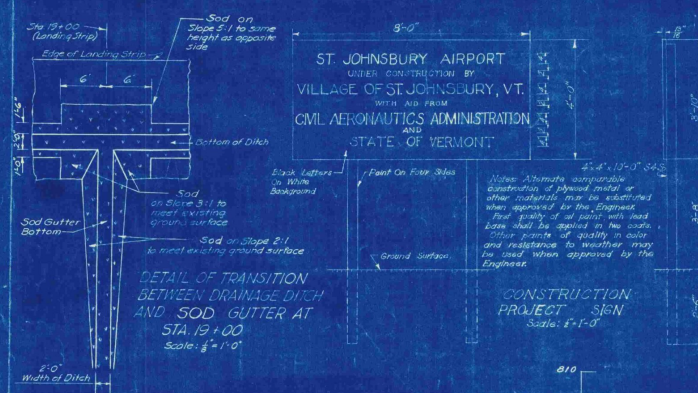 Sta. 19+00
(Landing Strip)
Sod on
Slope 5:1 to same
height as opposite
side
Edge of Landing Strip
6'
6'
1'-6"
1'-0"
Bottom of Ditch
Sod
on Slope 3:1 to
meet existing
ground surface
Sod Gutter
Bottom
Sod on Slope 2:1
to meet existing ground surface
DETAIL OF TRANSITION
BETWEEN DRAINAGE DITCH
AND SOD GUTTER AT
STA. 19+00
2'-0"
Width of Ditch
8'-0"
ST. JOHNSBURY AIRPORT
UNDER CONSTRUCTION BY
VILLAGE OF ST. JOHNSBURY, VT.
WITH AID FROM
CIVIL AERONAUTICS ADMINISTRATION
AND
STATE OF VERMONT
4'-0"
Black Letters
On White
Background
Paint On Four Sides
4"x4"x10'-0" S4S
Ground Surface
Notes: Alternate comparable
construction of plywood metal or
other materials may be substituted
when approved by the Engineer.
First quality of oil paint with lead
base shall be applied in two coats.
Other paints of quality in color
and resistance to weather may
be used when approved by the
Engineer.
CONSTRUCTION
PROJECT SIGN
810